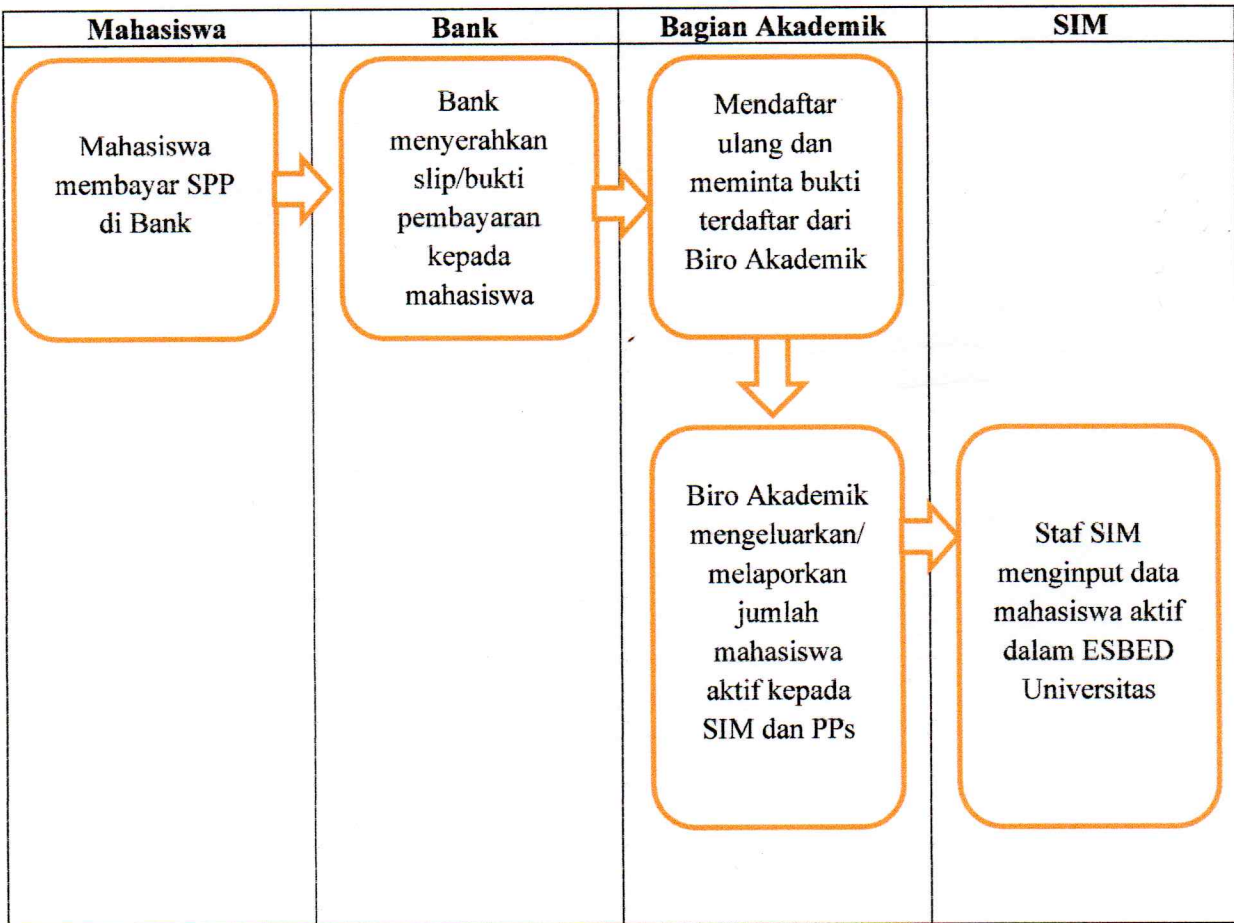 Mahasiswa
Bank
Bagian Akademik
SIM
Mahasiswa
membayar SPP
di Bank
Bank
menyerahkan
slip/bukti
pembayaran
kepada
mahasiswa
Mendaftar
ulang dan
meminta bukti
terdaftar dari
Biro Akademik
Biro Akademik
mengeluarkan/
melaporkan
jumlah
mahasiswa
aktif kepada
SIM dan PPs
Staf SIM
menginput data
mahasiswa aktif
dalam ESBED
Universitas